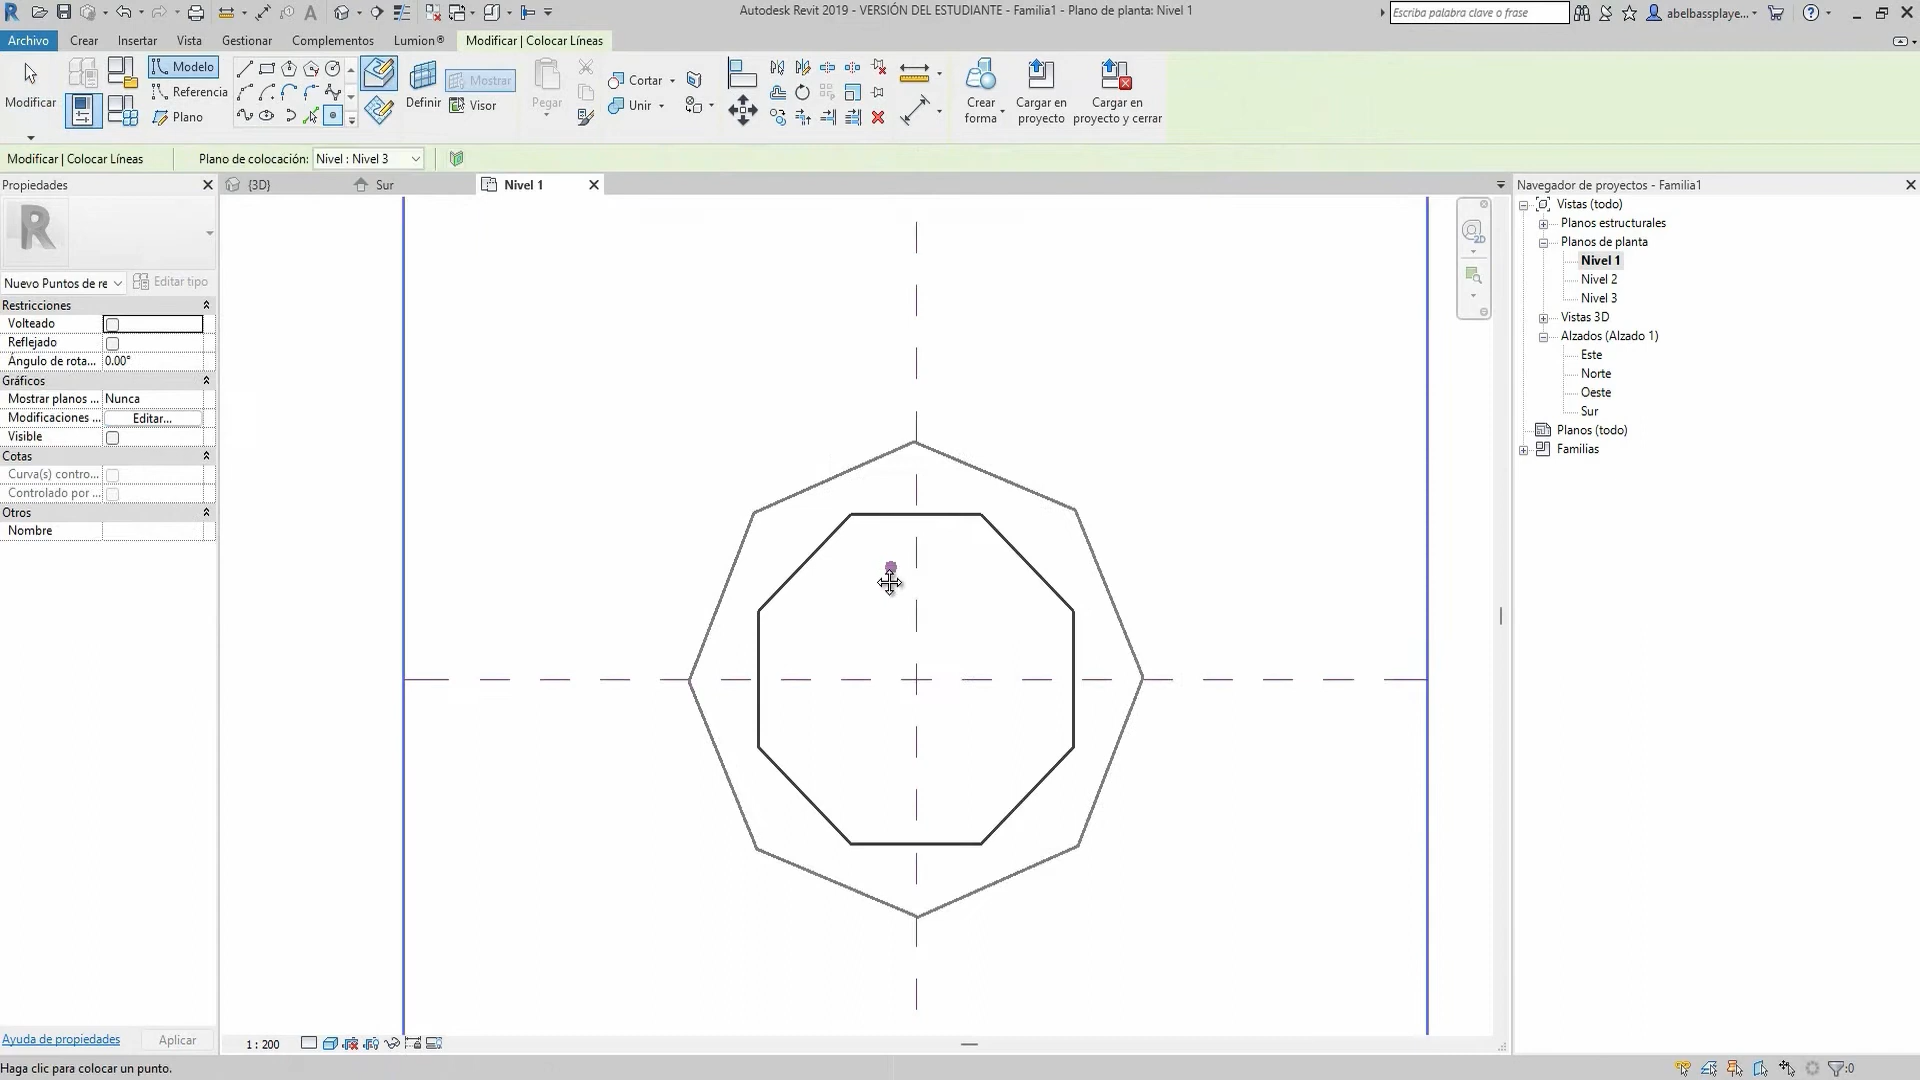 Autodesk Revit 2019 - VERSIÓN DEL ESTUDIANTE - Familia1 - Plano de planta: Nivel 1
Escriba palabra clave o frase
abelbassplaye...
Archivo
Crear
Insertar
Vista
Gestionar
Complementos
Lumion®
Modificar | Colocar Líneas
Modificar
Modelo
Referencia
Plano
Definir
Mostrar
Visor
Pegar
Cortar
Unir
Crear forma
Cargar en proyecto
Cargar en proyecto y cerrar
Modificar | Colocar Líneas
Plano de colocación:
Nivel : Nivel 3
Propiedades
{3D}
Sur
Nivel 1
Navegador de proyectos - Familia1
R
Nuevo Puntos de re
Editar tipo
Restricciones
Volteado
Reflejado
Ángulo de rota...
0.00°
Gráficos
Mostrar planos ...
Nunca
Modificaciones ...
Editar...
Visible
Cotas
Curva(s) contro...
Controlado por ...
Otros
Nombre
Vistas (todo)
Planos estructurales
Planos de planta
Nivel 1
Nivel 2
Nivel 3
Vistas 3D
Alzados (Alzado 1)
Este
Norte
Oeste
Sur
Planos (todo)
Familias
2D
Ayuda de propiedades
Aplicar
1 : 200
Haga clic para colocar un punto.
:0